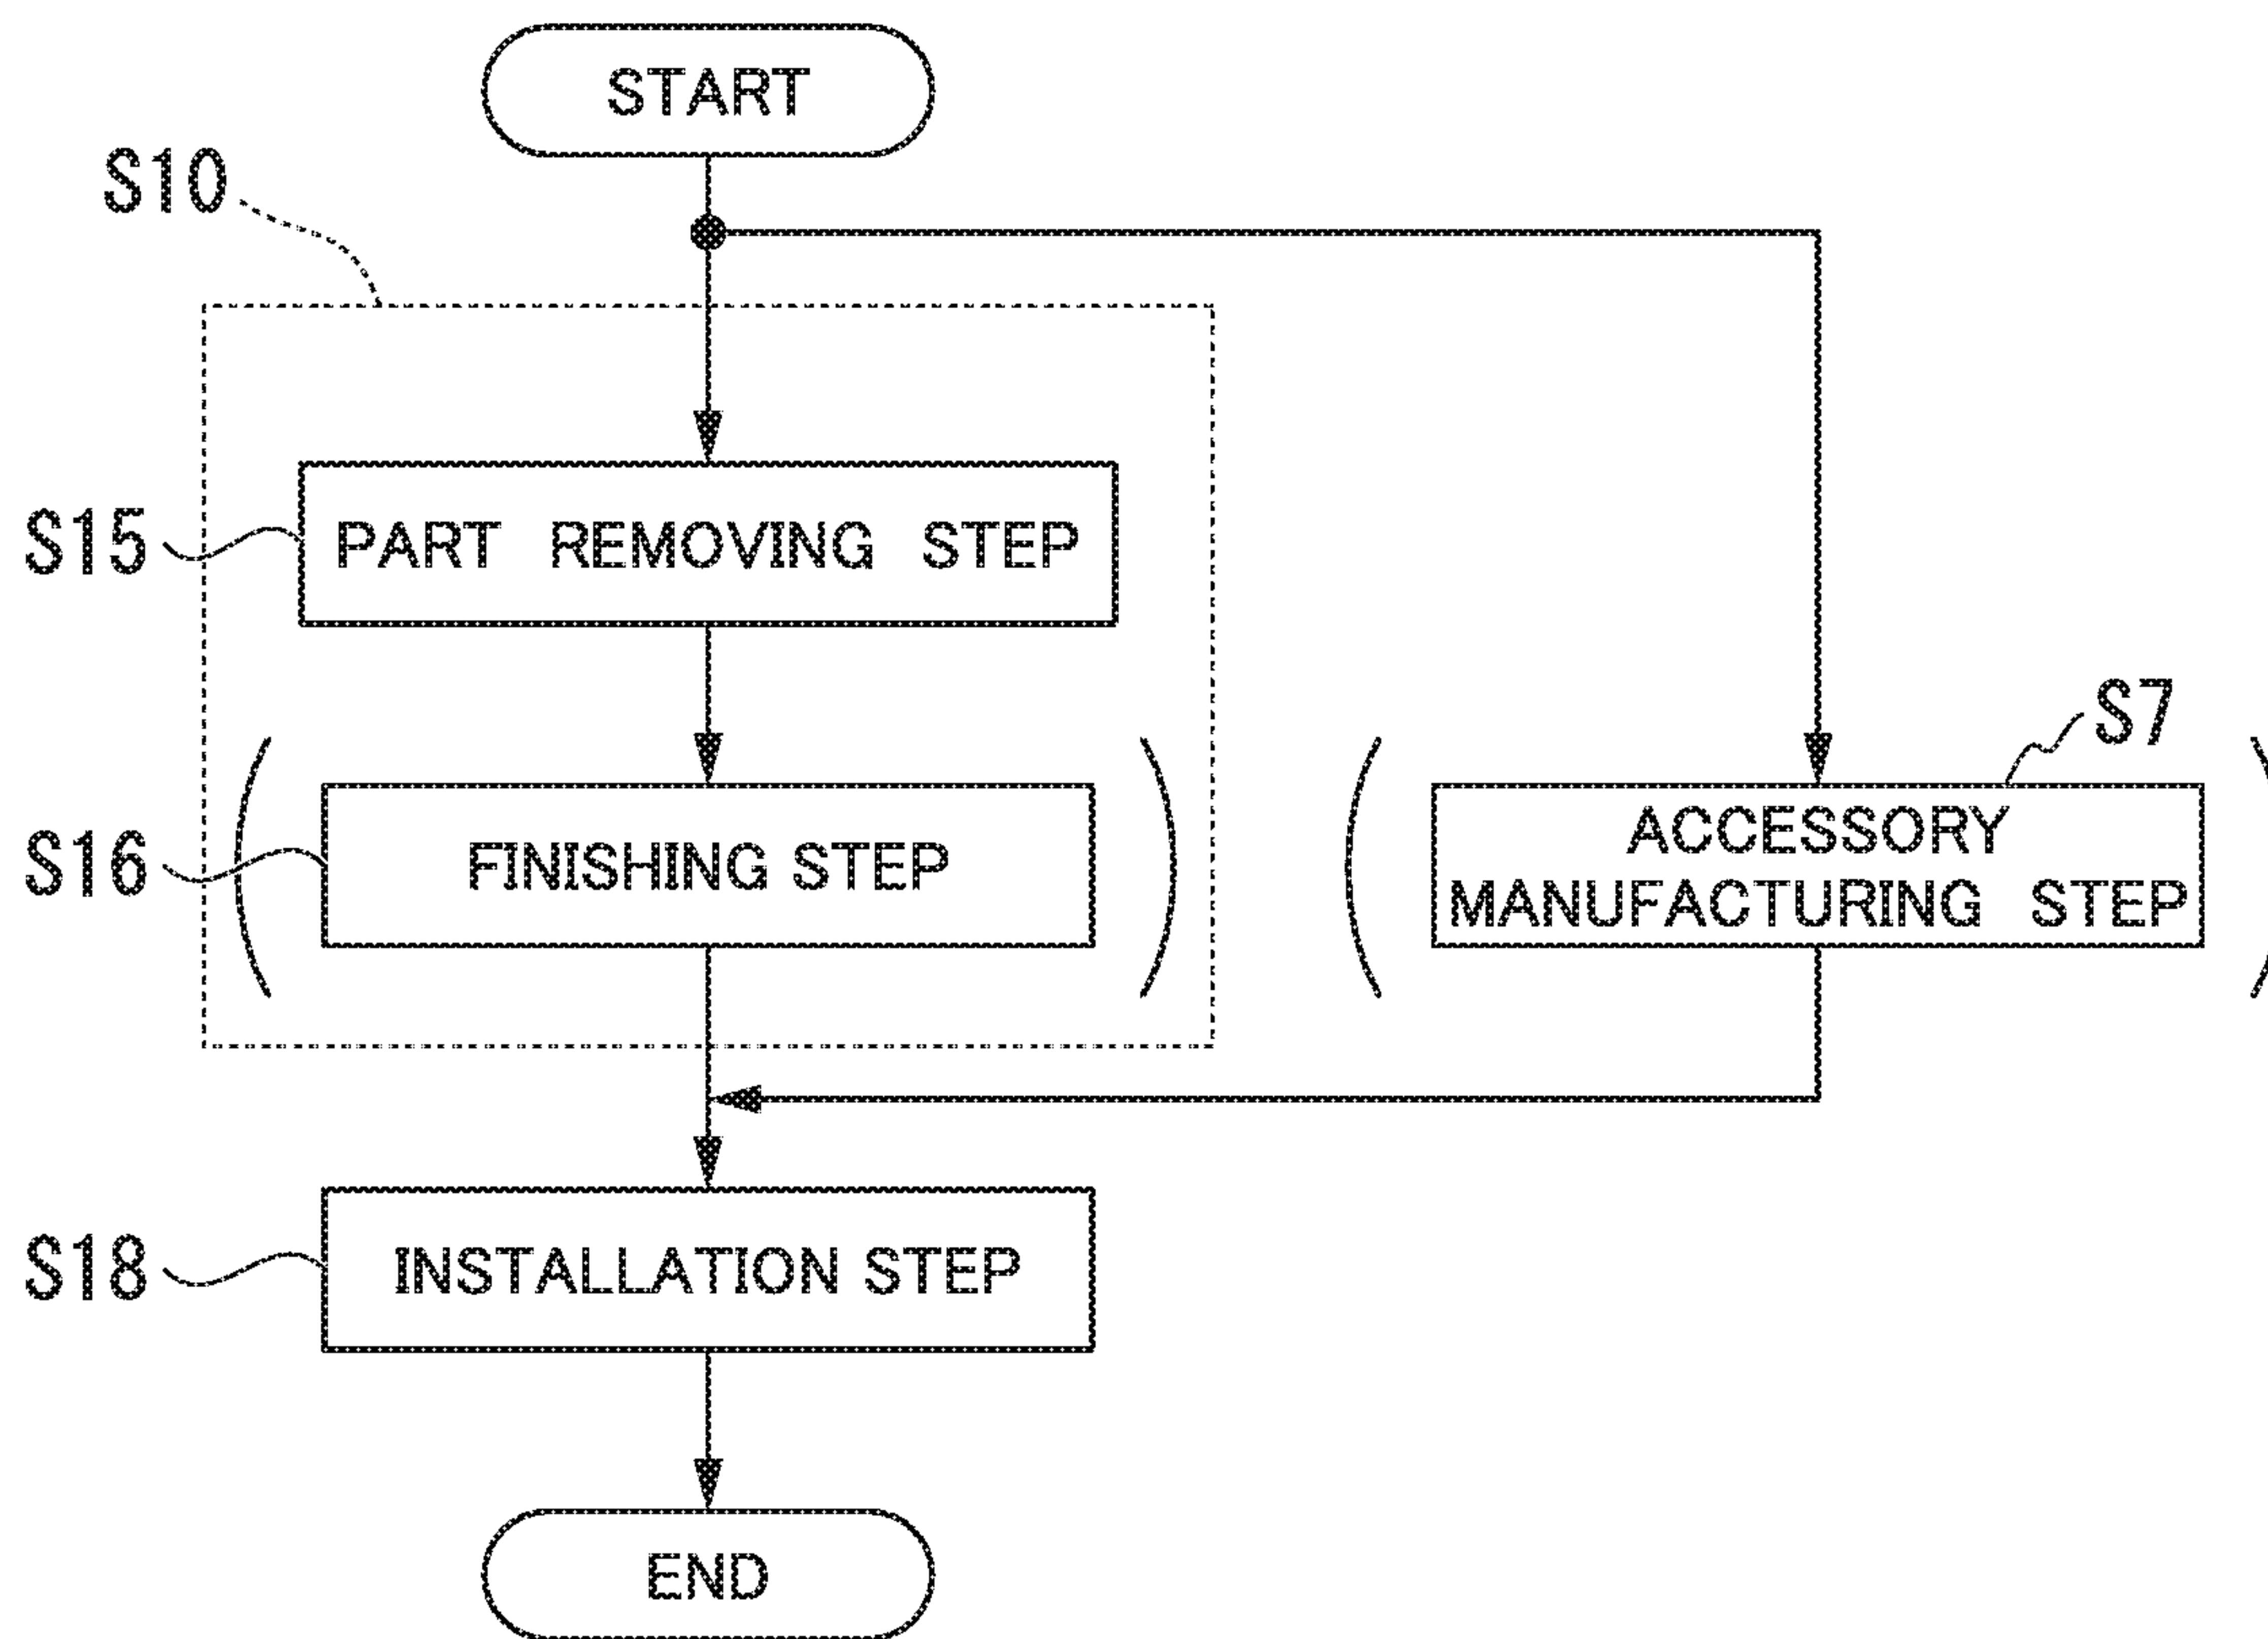 START
S10
S15
PART REMOVING STEP
S7
S16
FINISHING STEP
ACCESSORY
MANUFACTURING STEP
S18
INSTALLATION STEP
END